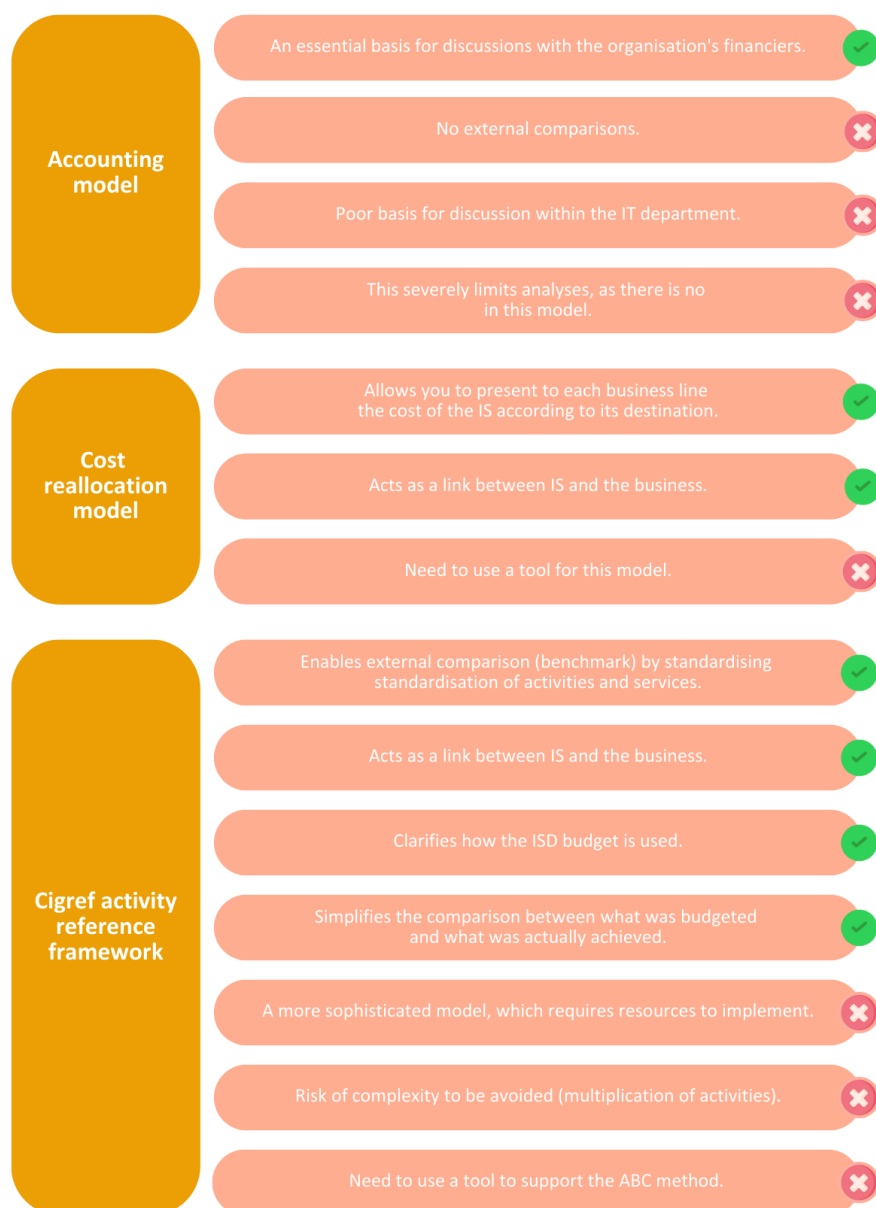 Accounting
model
An essential basis for discussions with the organisation's financiers.
No external comparisons.
Poor basis for discussion within the IT department.
This severely limits analyses, as there is no
in this model.
Cost
reallocation
model
Allows you to present to each business line
the cost of the IS according to its destination.
Acts as a link between IS and the business.
Need to use a tool for this model.
Cigref activity
reference
framework
Enables external comparison (benchmark) by standardising
standardisation of activities and services.
Acts as a link between IS and the business.
Clarifies how the ISD budget is used.
Simplifies the comparison between what was budgeted
and what was actually achieved.
A more sophisticated model, which requires resources to implement.
Risk of complexity to be avoided (multiplication of activities).
Need to use a tool to support the ABC method.